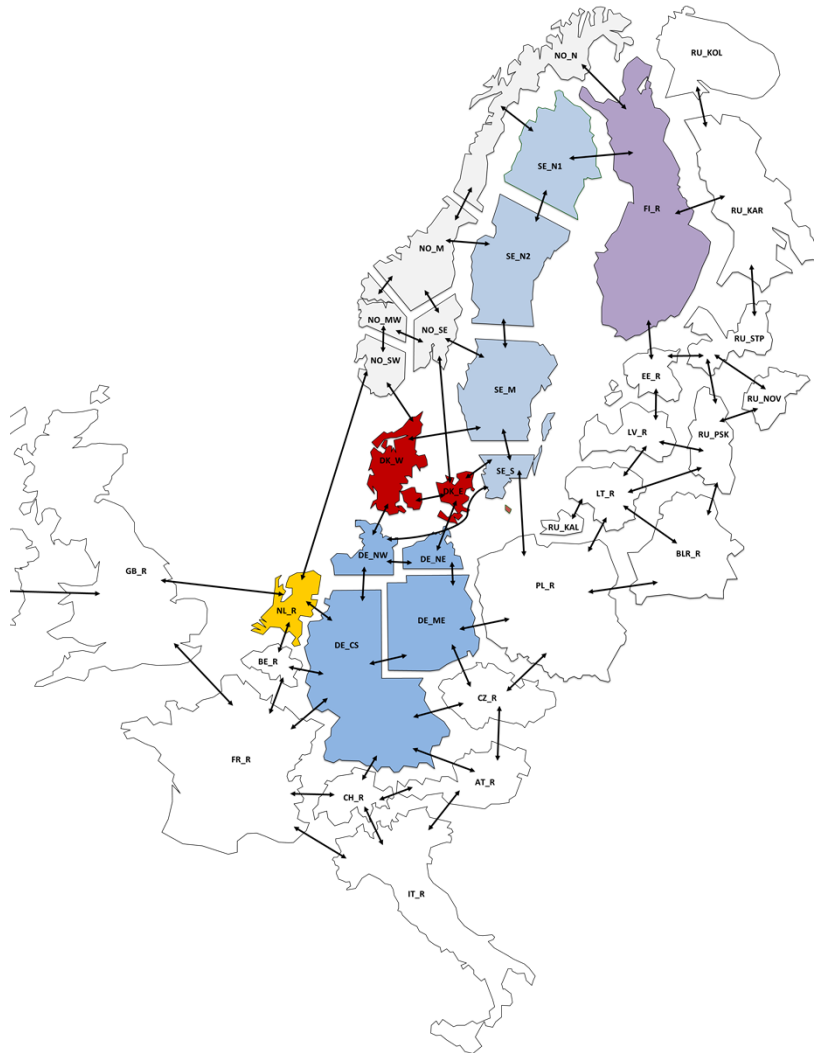 RU_KOL
NO_N
SE_N1
FI_R
RU_KAR
NO_M
SE_N2
NO_MW
NO_SE
RU_STP
NO_SW
EE_R
SE_M
RU_NOV
LV_R
RU_PSK
DK_W
SE_S
DK_E
LT_R
RU_KAL
DE_NW
DE_NE
BLR_R
GB_R
PL_R
NL_R
DE_ME
DE_CS
BE_R
CZ_R
FR_R
AT_R
CH_R
IT_R